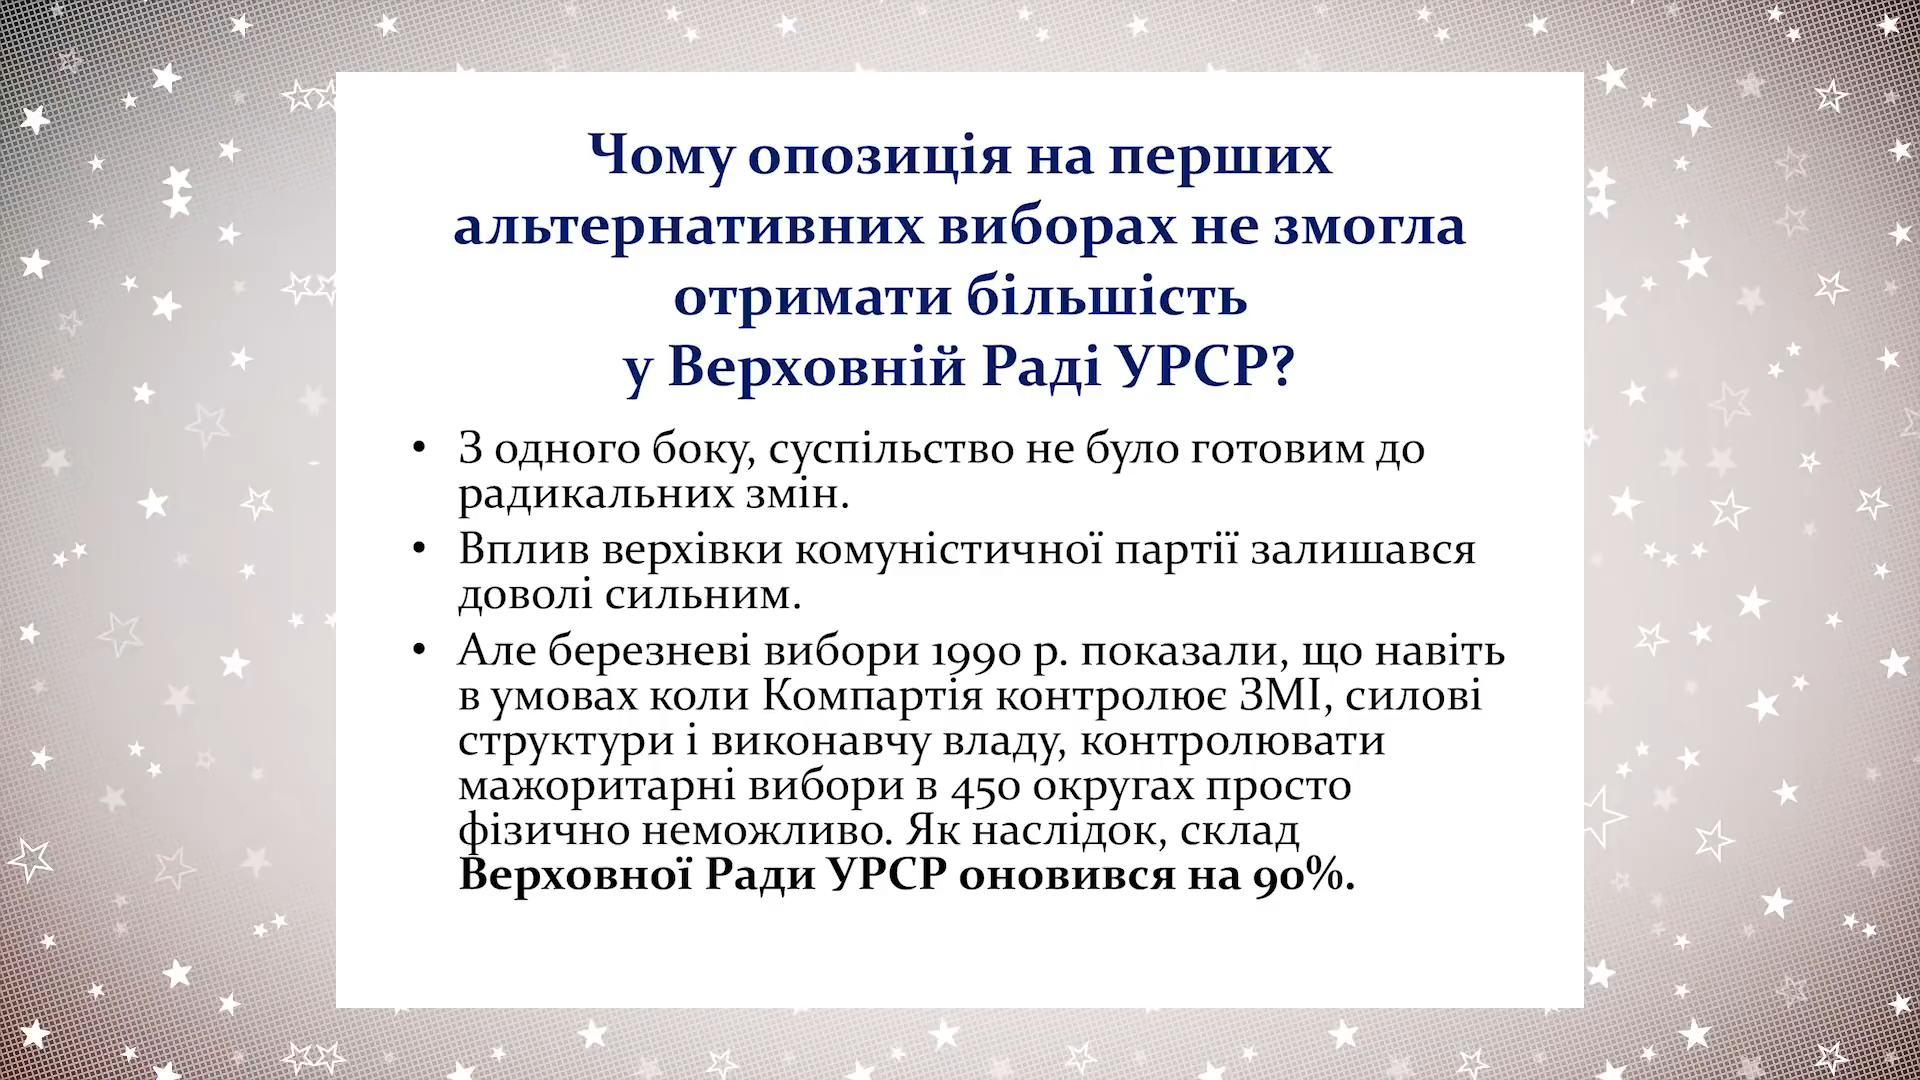 Чому опозиція на перших
альтернативних виборах не змогла
отримати більшість
у Верховній Раді УРСР?
• З одного боку, суспільство не було готовим до
радикальних змін.
• Вплив верхівки комуністичної партії залишався
доволі сильним.
• Але березневі вибори 1990 р. показали, що навіть
в умовах коли Компартія контролює ЗМІ, силові
структури і виконавчу владу, контролювати
мажоритарні вибори в 450 округах просто
фізично неможливо. Як наслідок, склад
Верховної Ради УРСР оновився на 90%.